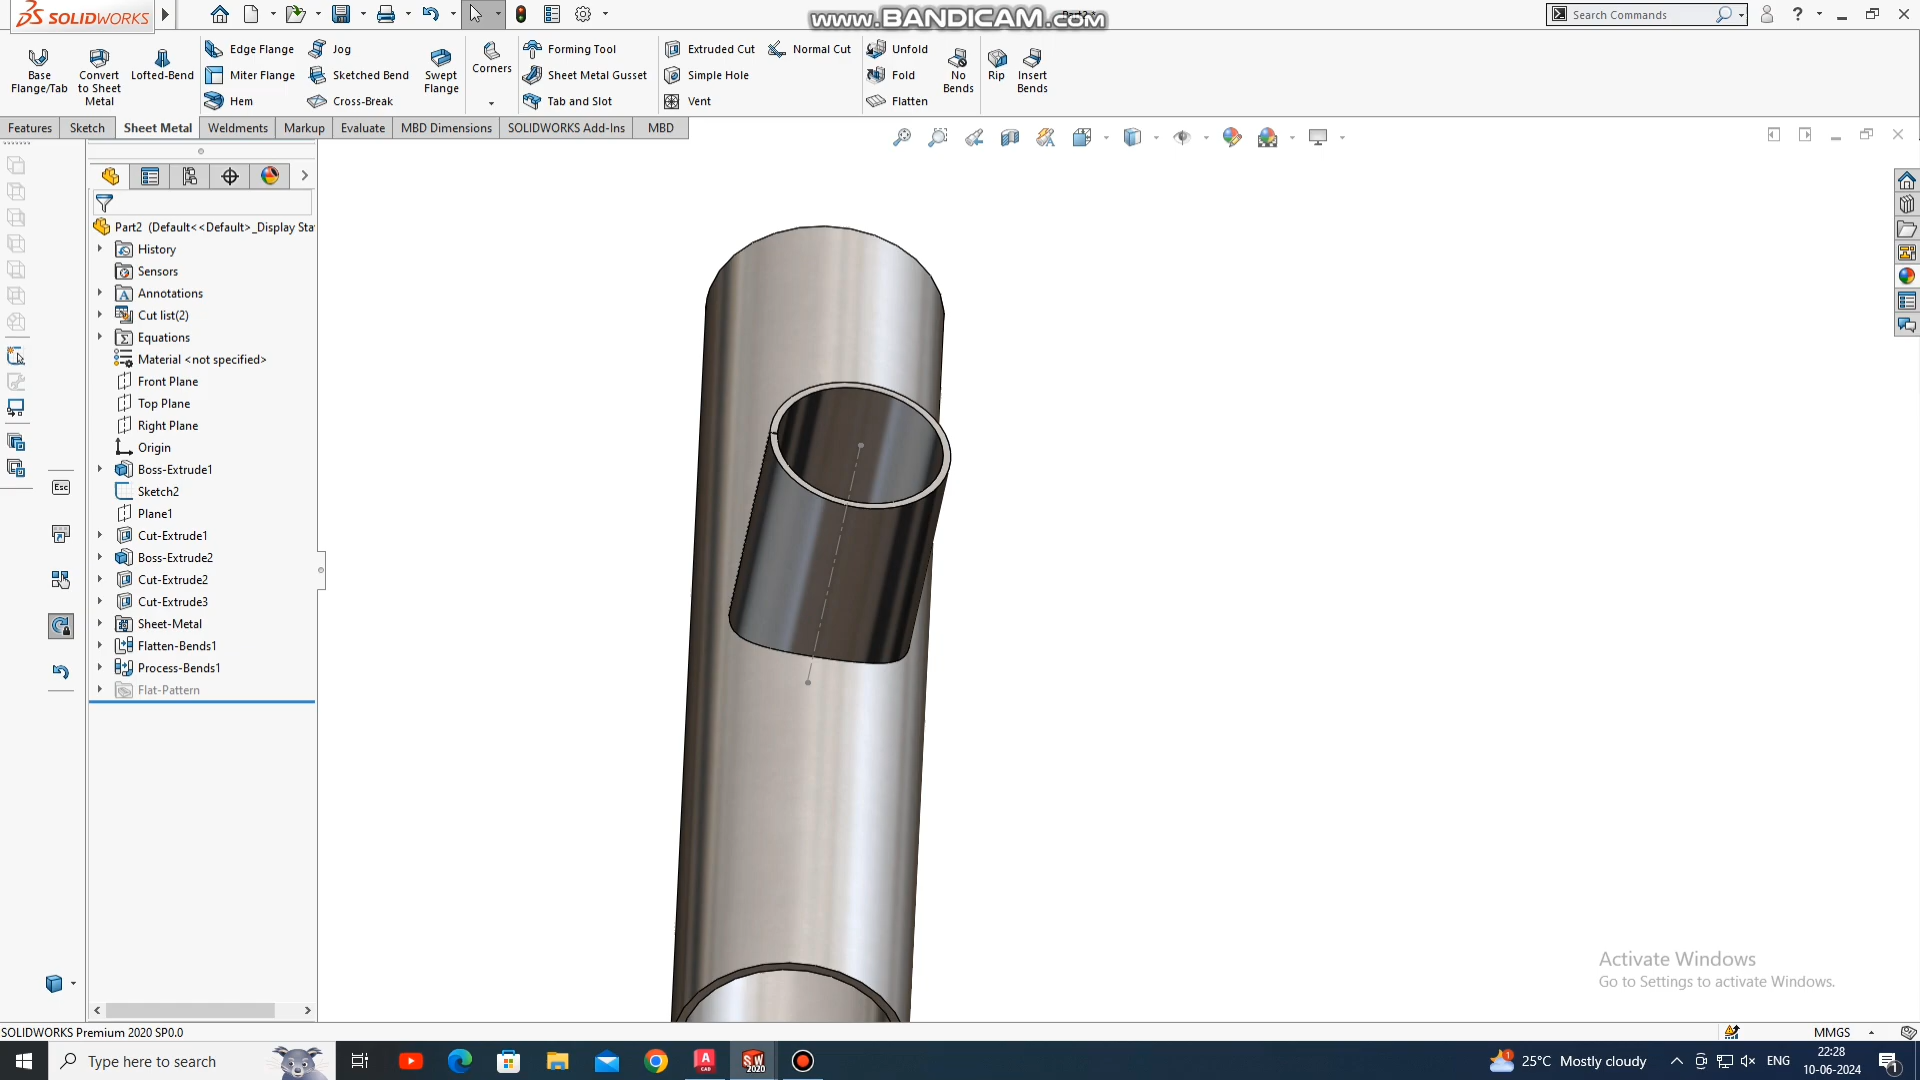 SOLIDWORKS
www.BANDICAM.com
Search Commands
Base Flange/Tab
Convert to Sheet Metal
Lofted-Bend
Edge Flange
Miter Flange
Hem
Jog
Sketched Bend
Cross-Break
Swept Flange
Corners
Forming Tool
Sheet Metal Gusset
Tab and Slot
Extruded Cut
Simple Hole
Vent
Normal Cut
Unfold
Fold
Flatten
No Bends
Rip
Insert Bends
Features
Sketch
Sheet Metal
Weldments
Markup
Evaluate
MBD Dimensions
SOLIDWORKS Add-Ins
MBD
Part2 (Default<<Default>_Display Sta
History
Sensors
Annotations
Cut list(2)
Equations
Material <not specified>
Front Plane
Top Plane
Right Plane
Origin
Boss-Extrude1
Sketch2
Plane1
Cut-Extrude1
Boss-Extrude2
Cut-Extrude2
Cut-Extrude3
Sheet-Metal
Flatten-Bends1
Process-Bends1
Flat-Pattern
Esc
Activate Windows
Go to Settings to activate Windows.
SOLIDWORKS Premium 2020 SP0.0
MMGS
Type here to search
25°C Mostly cloudy
ENG
22:28
10-06-2024